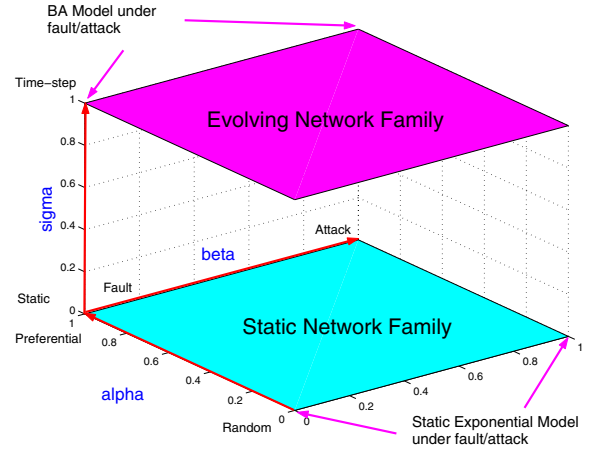 BA Model under
fault/attack
Time−step
1
Evolving Network Family
0.8
0.6
sigma
0.4
0.2
Attack
beta
Static
Fault
0
1
Preferential
0.8
0.6
0.4
0.2
0
Static Network Family
alpha
Random
0
0.2
0.4
0.6
0.8
1
Static Exponential Model
under fault/attack